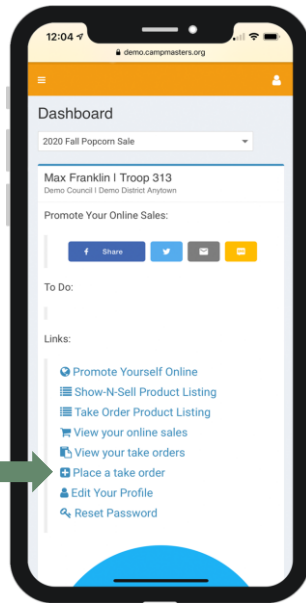 12:04
demo.campmasters.org
Dashboard
2020 Fall Popcorn Sale
Max Franklin | Troop 313
Demo Council | Demo District Anytown
Promote Your Online Sales:
f Share
To Do:
Links:
Promote Yourself Online
Show-N-Sell Product Listing
Take Order Product Listing
View your online sales
View your take orders
Place a take order
Edit Your Profile
Reset Password